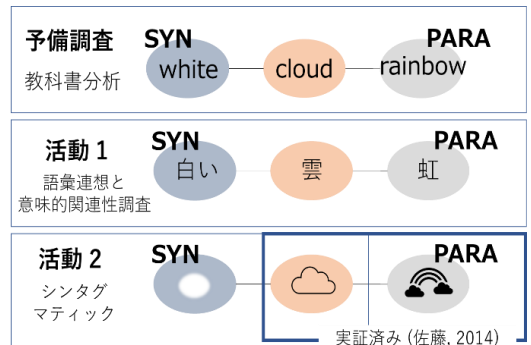 予備調査
教科書分析
SYN
PARA
white
cloud
rainbow
活動 1
語彙連想と
意味的関連性調査
SYN
PARA
白い
雲
虹
活動 2
シンタグ
マティック
SYN
PARA
実証済み (佐藤, 2014)